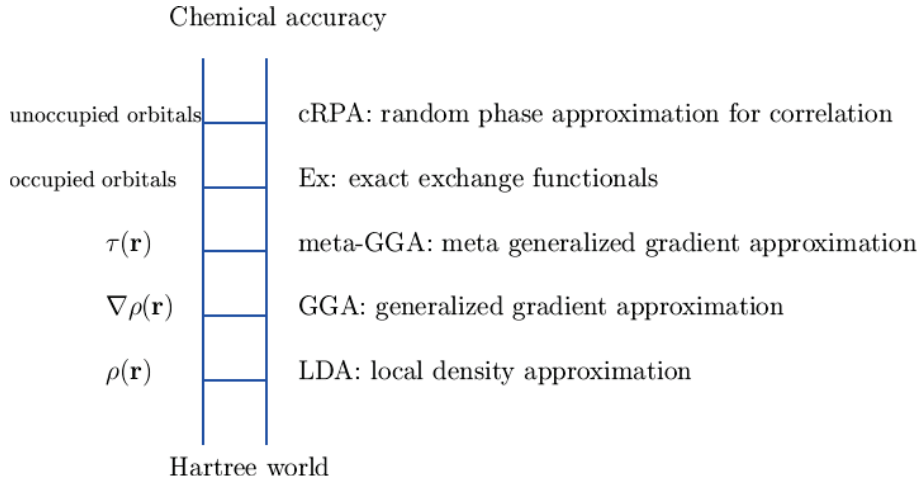 Chemical accuracy
unoccupied orbitals cRPA: random phase approximation for correlation
occupied orbitals Ex: exact exchange functionals
τ(r) meta-GGA: meta generalized gradient approximation
∇ρ(r) GGA: generalized gradient approximation
ρ(r) LDA: local density approximation
Hartree world